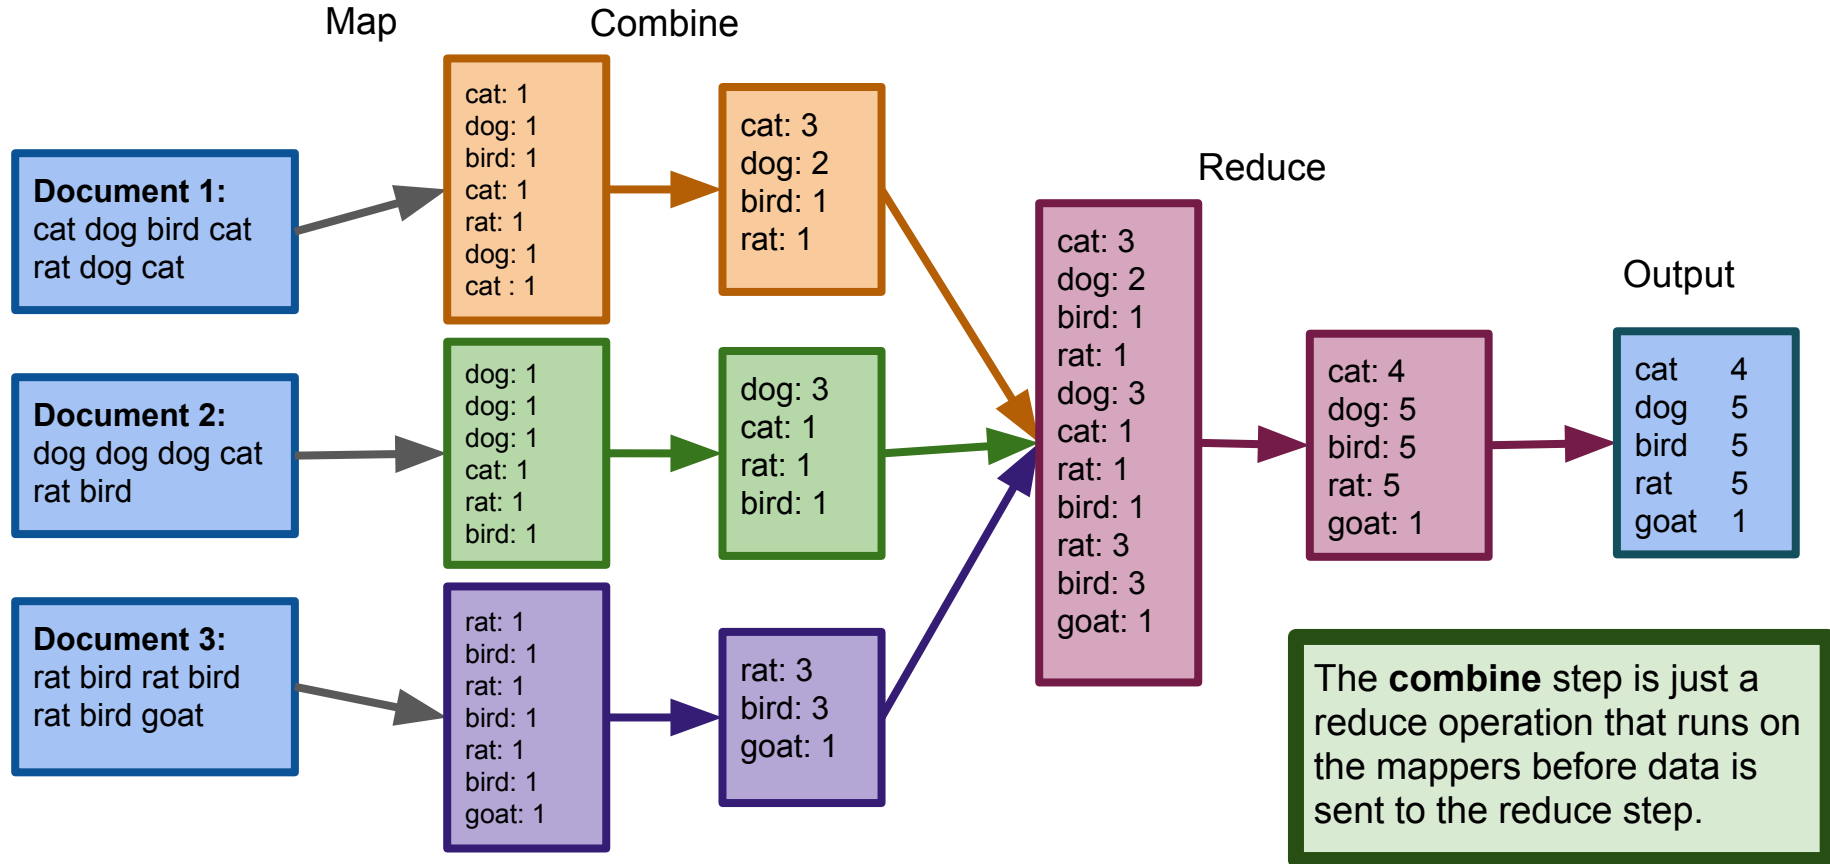 Map
Combine
Reduce
Output
Document 1:
cat dog bird cat
rat dog cat
Document 2:
dog dog dog cat
rat bird
Document 3:
rat bird rat bird
rat bird goat
cat: 1
dog: 1
bird: 1
cat: 1
rat: 1
dog: 1
cat : 1
dog: 1
dog: 1
dog: 1
cat: 1
rat: 1
bird: 1
rat: 1
bird: 1
rat: 1
bird: 1
rat: 1
bird: 1
goat: 1
cat: 3
dog: 2
bird: 1
rat: 1
dog: 3
cat: 1
rat: 1
bird: 1
rat: 3
bird: 3
goat: 1
cat: 3
dog: 2
bird: 1
rat: 1
dog: 3
cat: 1
rat: 1
bird: 1
rat: 3
bird: 3
goat: 1
cat: 4
dog: 5
bird: 5
rat: 5
goat: 1
cat 4
dog 5
bird 5
rat 5
goat 1
The combine step is just a
reduce operation that runs on
the mappers before data is
sent to the reduce step.